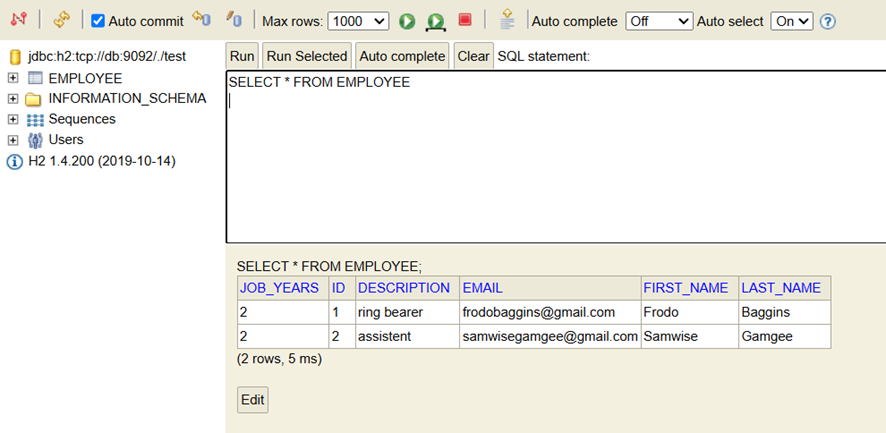 Auto commit Max rows: 1000 Auto complete Off Auto select On ?
jdbc:h2:tcp://db:9092/./test
EMPLOYEE
INFORMATION_SCHEMA
Sequences
Users
H2 1.4.200 (2019-10-14)
Run Run Selected Auto complete Clear SQL statement:
SELECT * FROM EMPLOYEE
SELECT * FROM EMPLOYEE;
JOB_YEARS ID DESCRIPTION EMAIL FIRST_NAME LAST_NAME
2 1 ring bearer frodobaggins@gmail.com Frodo Baggins
2 2 assistent samwisegamgee@gmail.com Samwise Gamgee
(2 rows, 5 ms)
Edit